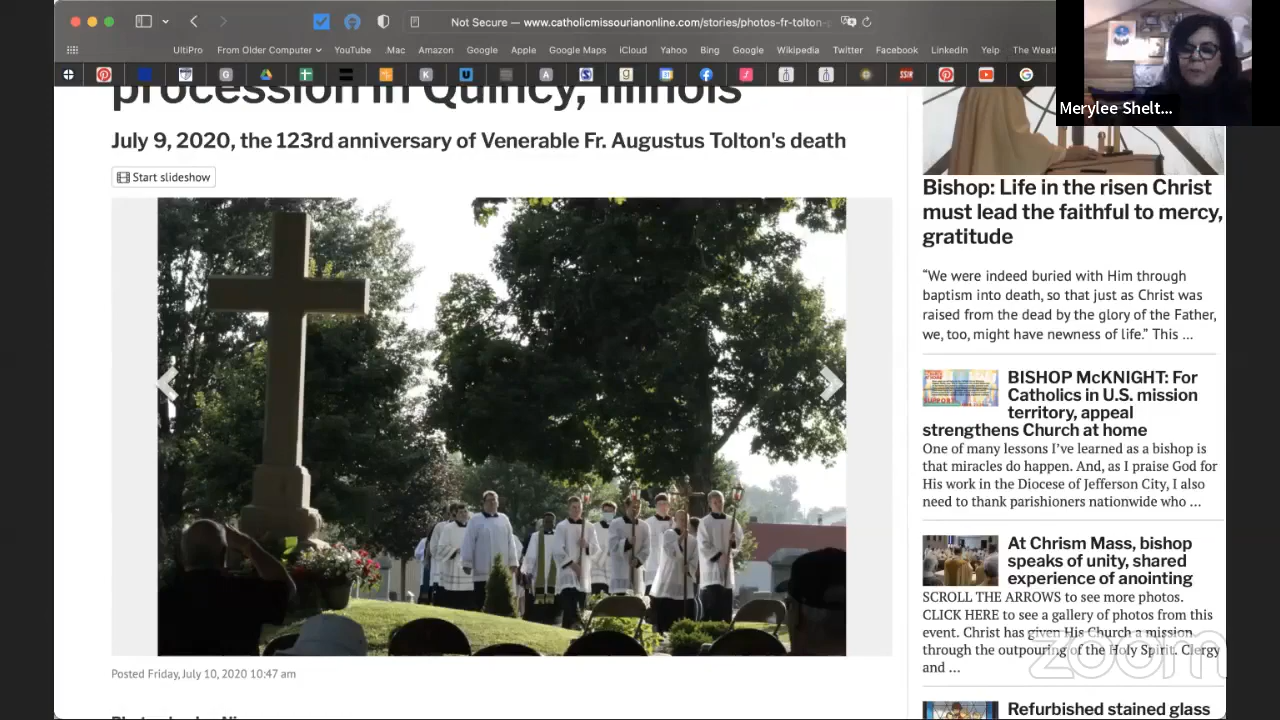 Not Secure — www.catholicmissourianonline.com/stories/photos-fr-tolton-
UltiPro From Older Computer YouTube .Mac Amazon Google Apple Google Maps iCloud Yahoo Bing Google Wikipedia Twitter Facebook LinkedIn Yelp The Weath
Merylee Shelt...
procession in Quincy, Illinois
July 9, 2020, the 123rd anniversary of Venerable Fr. Augustus Tolton's death
Start slideshow
Posted Friday, July 10, 2020 10:47 am
Bishop: Life in the risen Christ
must lead the faithful to mercy,
gratitude
“We were indeed buried with Him through
baptism into death, so that just as Christ was
raised from the dead by the glory of the Father,
we, too, might have newness of life.” This ...
BISHOP McKNIGHT: For
Catholics in U.S. mission
territory, appeal
strengthens Church at home
One of many lessons I’ve learned as a bishop is
that miracles do happen. And, as I praise God for
His work in the Diocese of Jefferson City, I also
need to thank parishioners nationwide who ...
At Chrism Mass, bishop
speaks of unity, shared
experience of anointing
SCROLL THE ARROWS to see more photos.
CLICK HERE to see a gallery of photos from this
event. Christ has given His Church a mission
through the outpouring of the Holy Spirit. Clergy
and ...
Refurbished stained glass
zoom